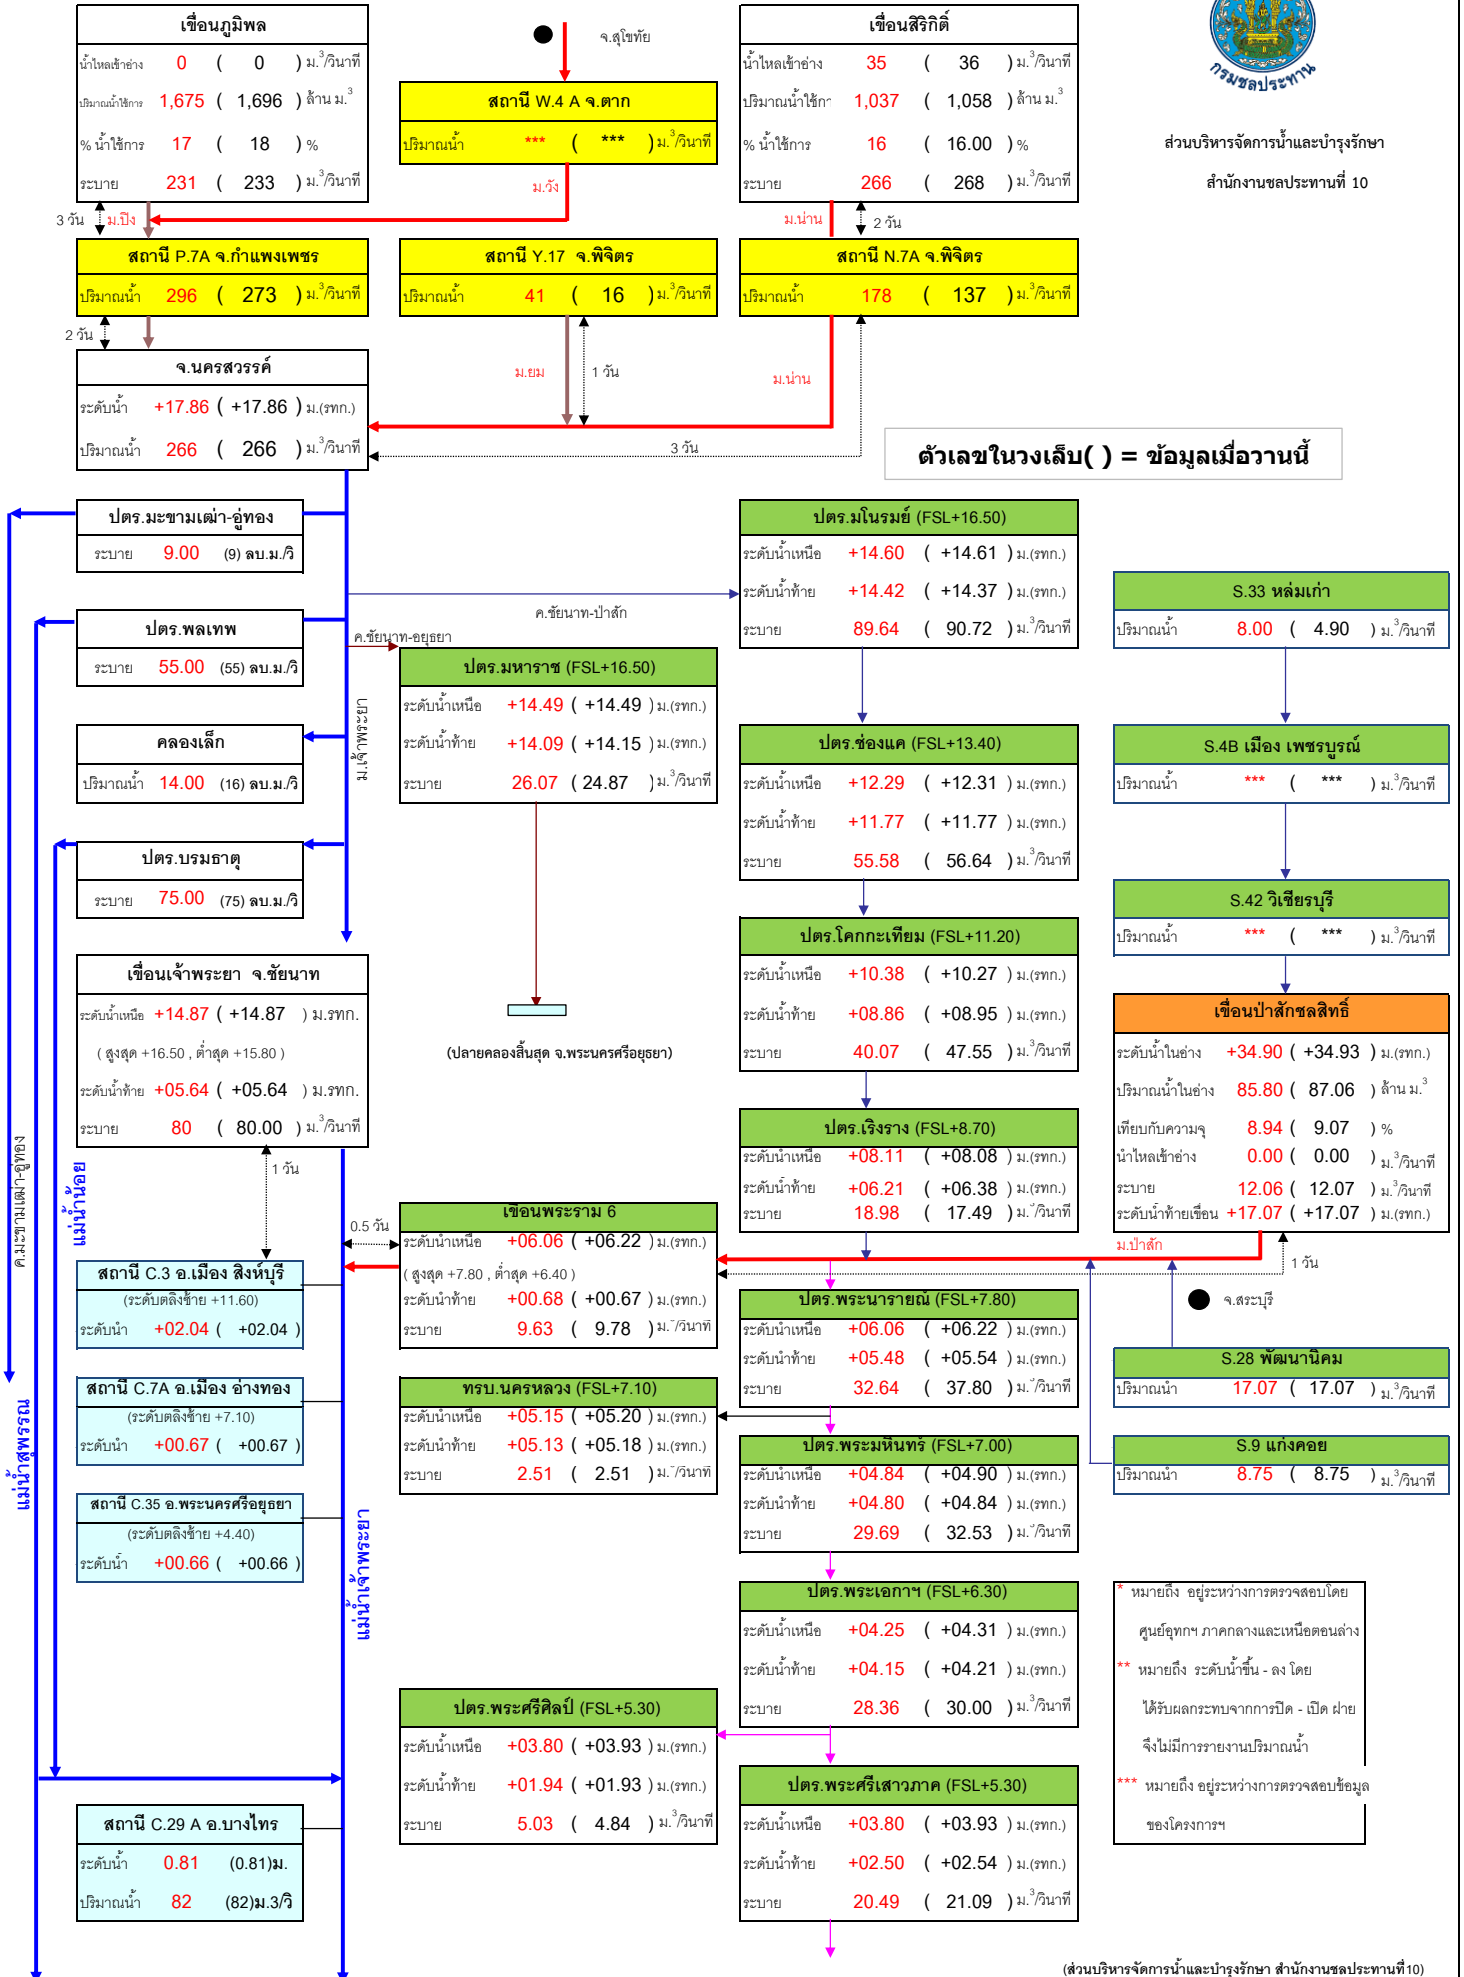 เขื่อนภูมิพล
น้ำไหลเข้าอ่าง 0 ( 0 ) ม.3/วินาที
ปริมาณน้ำใช้การ 1,675 ( 1,696 ) ล้าน ม.3
% น้ำใช้การ 17 ( 18 ) %
ระบาย 231 ( 233 ) ม.3/วินาที
จ.สุโขทัย
สถานี W.4 A จ.ตาก
ปริมาณน้ำ *** ( *** ) ม.3/วินาที
เขื่อนสิริกิติ์
น้ำไหลเข้าอ่าง 35 ( 36 ) ม.3/วินาที
ปริมาณน้ำใช้กา 1,037 ( 1,058 ) ล้าน ม.3
% น้ำใช้การ 16 ( 16.00 ) %
ระบาย 266 ( 268 ) ม.3/วินาที
กรมชลประทาน
ส่วนบริหารจัดการน้ำและบำรุงรักษา
สำนักงานชลประทานที่ 10
3 วัน ม.ปิง
ม.วัง
ม.น่าน
2 วัน
สถานี P.7A จ.กำแพงเพชร
ปริมาณน้ำ 296 ( 273 ) ม.3/วินาที
สถานี Y.17 จ.พิจิตร
ปริมาณน้ำ 41 ( 16 ) ม.3/วินาที
สถานี N.7A จ.พิจิตร
ปริมาณน้ำ 178 ( 137 ) ม.3/วินาที
2 วัน
ม.ยม
1 วัน
ม.น่าน
3 วัน
จ.นครสวรรค์
ระดับน้ำ +17.86 ( +17.86 ) ม.(รทก.)
ปริมาณน้ำ 266 ( 266 ) ม.3/วินาที
ตัวเลขในวงเล็บ( ) = ข้อมูลเมื่อวานนี้
ปตร.มะขามเฒ่า-อู่ทอง
ระบาย 9.00 (9) ลบ.ม./วิ
ปตร.พลเทพ
ระบาย 55.00 (55) ลบ.ม./วิ
คลองเล็ก
ปริมาณน้ำ 14.00 (16) ลบ.ม./วิ
ปตร.บรมธาตุ
ระบาย 75.00 (75) ลบ.ม./วิ
ค.ชัยนาท-ป่าสัก
ค.ชัยนาท-อยุธยา
ม.เจ้าพระยา
ปตร.มหาราช (FSL+16.50)
ระดับน้ำเหนือ +14.49 ( +14.49 ) ม.(รทก.)
ระดับน้ำท้าย +14.09 ( +14.15 ) ม.(รทก.)
ระบาย 26.07 ( 24.87 ) ม.3/วินาที
(ปลายคลองสิ้นสุด จ.พระนครศรีอยุธยา)
ปตร.มโนรมย์ (FSL+16.50)
ระดับน้ำเหนือ +14.60 ( +14.61 ) ม.(รทก.)
ระดับน้ำท้าย +14.42 ( +14.37 ) ม.(รทก.)
ระบาย 89.64 ( 90.72 ) ม.3/วินาที
ปตร.ช่องแค (FSL+13.40)
ระดับน้ำเหนือ +12.29 ( +12.31 ) ม.(รทก.)
ระดับน้ำท้าย +11.77 ( +11.77 ) ม.(รทก.)
ระบาย 55.58 ( 56.64 ) ม.3/วินาที
ปตร.โคกกะเทียม (FSL+11.20)
ระดับน้ำเหนือ +10.38 ( +10.27 ) ม.(รทก.)
ระดับน้ำท้าย +08.86 ( +08.95 ) ม.(รทก.)
ระบาย 40.07 ( 47.55 ) ม.3/วินาที
ปตร.เริงราง (FSL+8.70)
ระดับน้ำเหนือ +08.11 ( +08.08 ) ม.(รทก.)
ระดับน้ำท้าย +06.21 ( +06.38 ) ม.(รทก.)
ระบาย 18.98 ( 17.49 ) ม.3/วินาที
S.33 หล่มเก่า
ปริมาณน้ำ 8.00 ( 4.90 ) ม.3/วินาที
S.4B เมือง เพชรบูรณ์
ปริมาณน้ำ *** ( *** ) ม.3/วินาที
S.42 วิเชียรบุรี
ปริมาณน้ำ *** ( *** ) ม.3/วินาที
เขื่อนป่าสักชลสิทธิ์
ระดับน้ำในอ่าง +34.90 ( +34.93 ) ม.(รทก.)
ปริมาณน้ำในอ่าง 85.80 ( 87.06 ) ล้าน ม.3
เทียบกับความจุ 8.94 ( 9.07 ) %
น้ำไหลเข้าอ่าง 0.00 ( 0.00 ) ม.3/วินาที
ระบาย 12.06 ( 12.07 ) ม.3/วินาที
ระดับน้ำท้ายเขื่อน +17.07 ( +17.07 ) ม.(รทก.)
เขื่อนเจ้าพระยา จ.ชัยนาท
ระดับน้ำเหนือ +14.87 ( +14.87 ) ม.รทก.
( สูงสุด +16.50 , ต่ำสุด +15.80 )
ระดับน้ำท้าย +05.64 ( +05.64 ) ม.รทก.
ระบาย 80 ( 80.00 ) ม.3/วินาที
1 วัน
0.5 วัน
ค.มะขามเฒ่า-อู่ทอง
แม่น้ำน้อย
เขื่อนพระราม 6
ระดับน้ำเหนือ +06.06 ( +06.22 ) ม.(รทก.)
( สูงสุด +7.80 , ต่ำสุด +6.40 )
ระดับน้ำท้าย +00.68 ( +00.67 ) ม.(รทก.)
ระบาย 9.63 ( 9.78 ) ม.3/วินาที
ม.ป่าสัก
1 วัน
จ.สระบุรี
สถานี C.3 อ.เมือง สิงห์บุรี
(ระดับตลิ่งซ้าย +11.60)
ระดับน้ำ +02.04 ( +02.04 )
สถานี C.7A อ.เมือง อ่างทอง
(ระดับตลิ่งซ้าย +7.10)
ระดับน้ำ +00.67 ( +00.67 )
สถานี C.35 อ.พระนครศรีอยุธยา
(ระดับตลิ่งซ้าย +4.40)
ระดับน้ำ +00.66 ( +00.66 )
แม่น้ำสุพรรณ
แม่น้ำเจ้าพระยา
ทรบ.นครหลวง (FSL+7.10)
ระดับน้ำเหนือ +05.15 ( +05.20 ) ม.(รทก.)
ระดับน้ำท้าย +05.13 ( +05.18 ) ม.(รทก.)
ระบาย 2.51 ( 2.51 ) ม.3/วินาที
ปตร.พระนารายณ์ (FSL+7.80)
ระดับน้ำเหนือ +06.06 ( +06.22 ) ม.(รทก.)
ระดับน้ำท้าย +05.48 ( +05.54 ) ม.(รทก.)
ระบาย 32.64 ( 37.80 ) ม.3/วินาที
ปตร.พระมหินทร์ (FSL+7.00)
ระดับน้ำเหนือ +04.84 ( +04.90 ) ม.(รทก.)
ระดับน้ำท้าย +04.80 ( +04.84 ) ม.(รทก.)
ระบาย 29.69 ( 32.53 ) ม.3/วินาที
S.28 พัฒนานิคม
ปริมาณน้ำ 17.07 ( 17.07 ) ม.3/วินาที
S.9 แก่งคอย
ปริมาณน้ำ 8.75 ( 8.75 ) ม.3/วินาที
ปตร.พระเอกาฯ (FSL+6.30)
ระดับน้ำเหนือ +04.25 ( +04.31 ) ม.(รทก.)
ระดับน้ำท้าย +04.15 ( +04.21 ) ม.(รทก.)
ระบาย 28.36 ( 30.00 ) ม.3/วินาที
ปตร.พระศรีศิลป์ (FSL+5.30)
ระดับน้ำเหนือ +03.80 ( +03.93 ) ม.(รทก.)
ระดับน้ำท้าย +01.94 ( +01.93 ) ม.(รทก.)
ระบาย 5.03 ( 4.84 ) ม.3/วินาที
ปตร.พระศรีเสาวภาค (FSL+5.30)
ระดับน้ำเหนือ +03.80 ( +03.93 ) ม.(รทก.)
ระดับน้ำท้าย +02.50 ( +02.54 ) ม.(รทก.)
ระบาย 20.49 ( 21.09 ) ม.3/วินาที
* หมายถึง อยู่ระหว่างการตรวจสอบโดย
ศูนย์อุทกฯ ภาคกลางและเหนือตอนล่าง
** หมายถึง ระดับน้ำขึ้น - ลง โดย
ได้รับผลกระทบจากการปิด - เปิด ฝาย
จึงไม่มีการรายงานปริมาณน้ำ
*** หมายถึง อยู่ระหว่างการตรวจสอบข้อมูล
ของโครงการฯ
สถานี C.29 A อ.บางไทร
ระดับน้ำ 0.81 (0.81)ม.
ปริมาณน้ำ 82 (82)ม.3/วิ
(ส่วนบริหารจัดการน้ำและบำรุงรักษา สำนักงานชลประทานที่10)